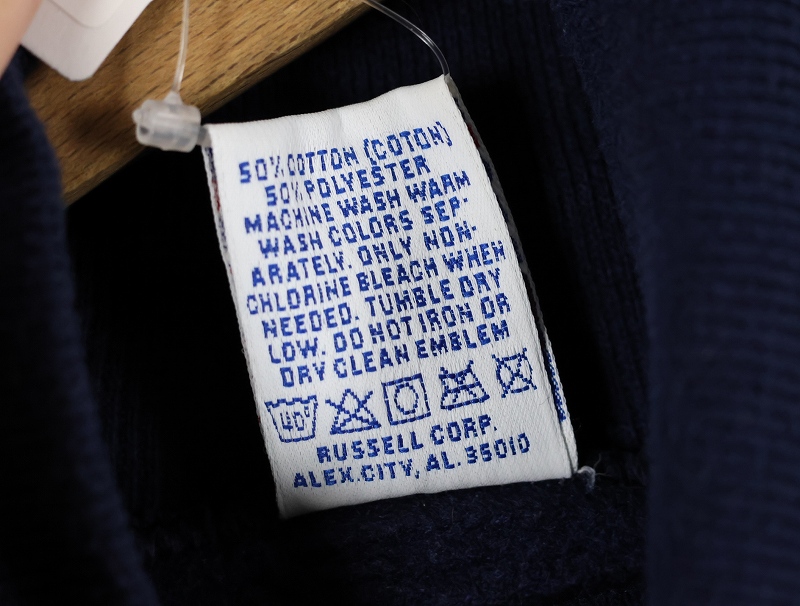 50% COTTON (COTON)
50% POLYESTER
MACHINE WASH WARM
WASH COLORS SEP-
ARATELY. ONLY NON-
CHLORINE BLEACH WHEN
NEEDED. TUMBLE DRY
LOW. DO NOT IRON OR
DRY CLEAN EMBLEM
40°
RUSSELL CORP.
ALEX.CITY, AL. 35010